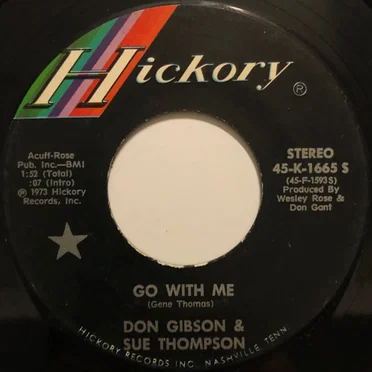 Hickory ®
Acuff-Rose
Pub. Inc.—BMI
1:52 (Total)
:07 (Intro)
℗ 1973 Hickory
Records, Inc.
STEREO
45-K-1665 S
(45-F-1593S)
Produced By
Wesley Rose &
Don Gant
GO WITH ME
(Gene Thomas)
DON GIBSON &
SUE THOMPSON
HICKORY RECORDS, INC. NASHVILLE, TENN